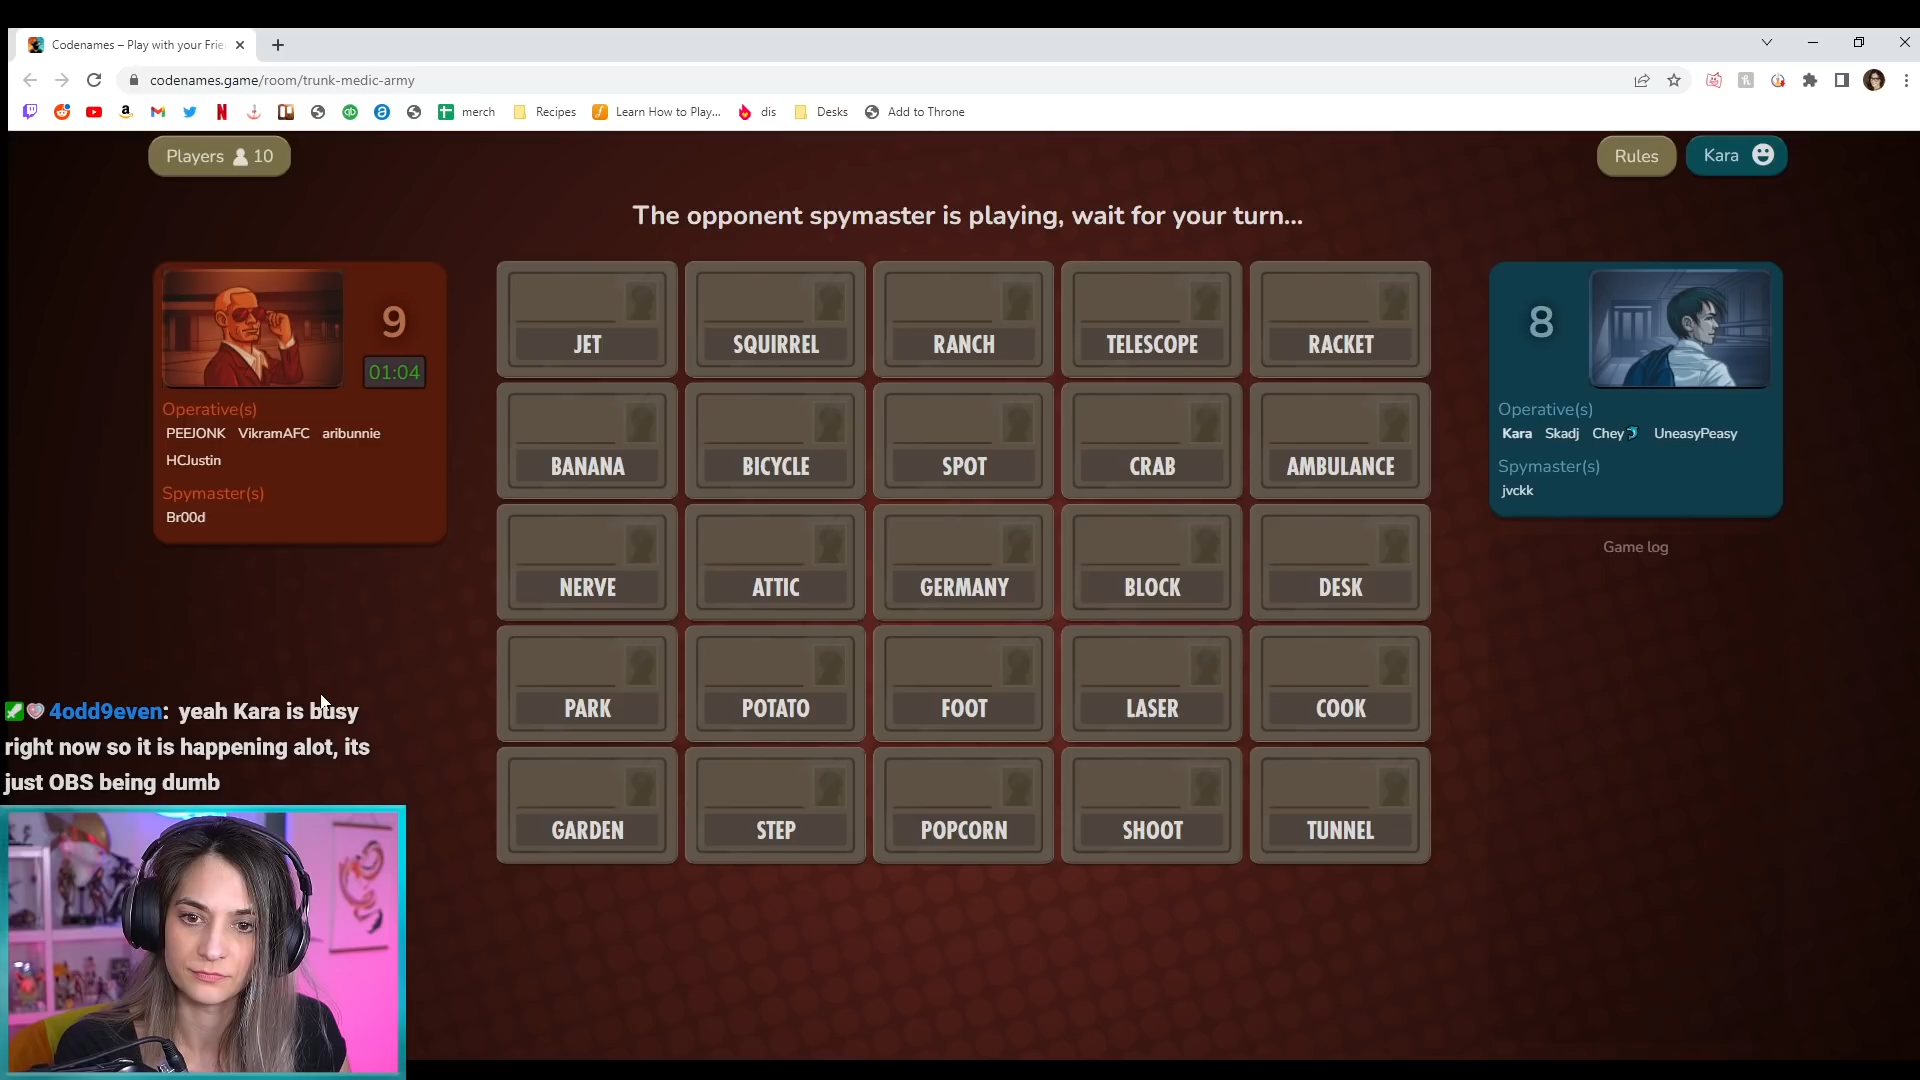 Codenames – Play with your Frie
codenames.game/room/trunk-medic-army
merch
Recipes
Learn How to Play...
dis
Desks
Add to Throne
Players 10
Rules
Kara
The opponent spymaster is playing, wait for your turn...
9
01:04
Operative(s)
PEEJONK VikramAFC aribunnie
HCJustin
Spymaster(s)
Br00d
JET SQUIRREL RANCH TELESCOPE RACKET
BANANA BICYCLE SPOT CRAB AMBULANCE
NERVE ATTIC GERMANY BLOCK DESK
PARK POTATO FOOT LASER COOK
GARDEN STEP POPCORN SHOOT TUNNEL
8
Operative(s)
Kara Skadj Chey UneasyPeasy
Spymaster(s)
jvckk
Game log
4odd9even: yeah Kara is busy
right now so it is happening alot, its
just OBS being dumb